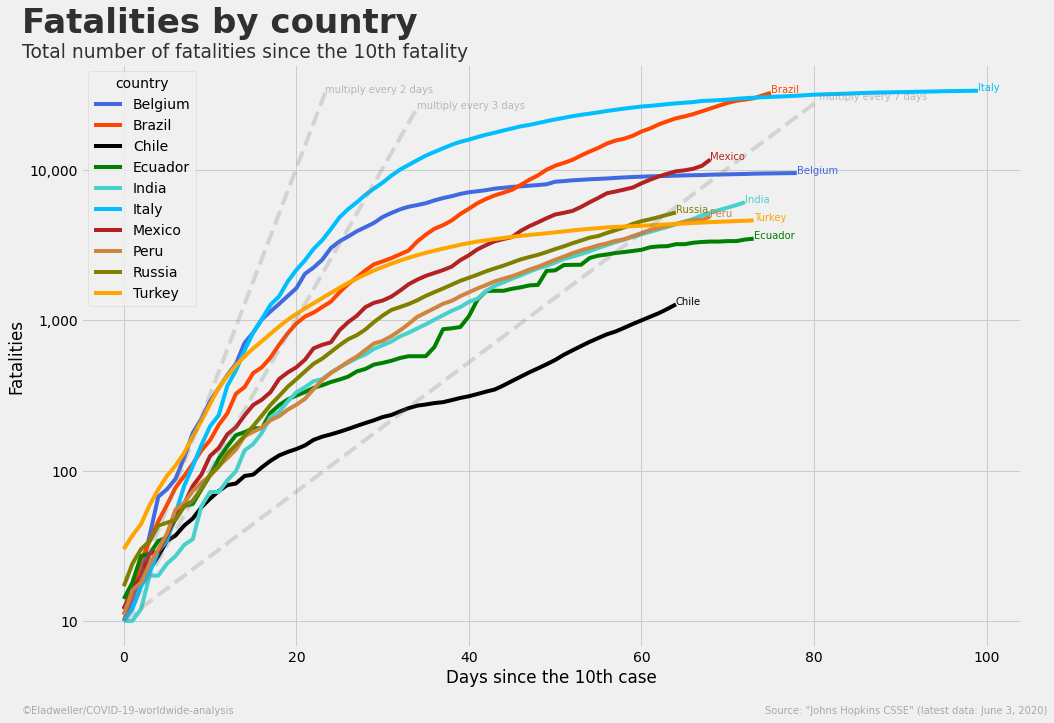 Fatalities by country
Total number of fatalities since the 10th fatality
country
Belgium
Brazil
Chile
Ecuador
India
Italy
Mexico
Peru
Russia
Turkey
multiply every 2 days
multiply every 3 days
multiply every 7 days
Brazil
Italy
Mexico
Belgium
India
Russia
Peru
Turkey
Ecuador
Chile
Fatalities
10,000
1,000
100
10
0
20
40
60
80
100
Days since the 10th case
©Eladweller/COVID-19-worldwide-analysis
Source: "Johns Hopkins CSSE" (latest data: June 3, 2020)